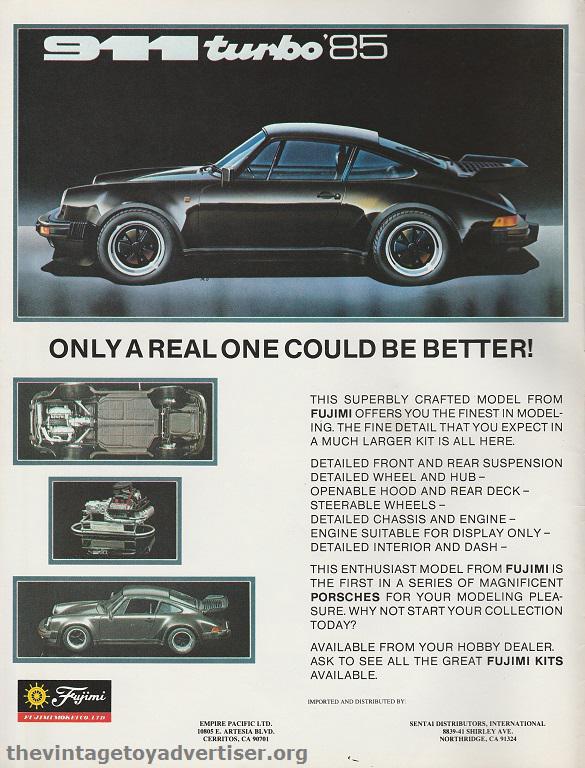 911 turbo '85
ONLY A REAL ONE COULD BE BETTER!
THIS SUPERBLY CRAFTED MODEL FROM
FUJIMI OFFERS YOU THE FINEST IN MODEL-
ING. THE FINE DETAIL THAT YOU EXPECT IN
A MUCH LARGER KIT IS ALL HERE.
DETAILED FRONT AND REAR SUSPENSION
DETAILED WHEEL AND HUB –
OPENABLE HOOD AND REAR DECK –
STEERABLE WHEELS –
DETAILED CHASSIS AND ENGINE –
ENGINE SUITABLE FOR DISPLAY ONLY –
DETAILED INTERIOR AND DASH –
THIS ENTHUSIAST MODEL FROM FUJIMI IS
THE FIRST IN A SERIES OF MAGNIFICENT
PORSCHES FOR YOUR MODELING PLEA-
SURE. WHY NOT START YOUR COLLECTION
TODAY?
AVAILABLE FROM YOUR HOBBY DEALER.
ASK TO SEE ALL THE GREAT FUJIMI KITS
AVAILABLE.
Fujimi
FUJIMI MOKEI CO. LTD
IMPORTED AND DISTRIBUTED BY:
EMPIRE PACIFIC LTD.
10805 E. ARTESIA BLVD.
CERRITOS, CA 90701
SENTAI DISTRIBUTORS, INTERNATIONAL
8839-41 SHIRLEY AVE.
NORTHRIDGE, CA 91324
thevintagetoyadvertiser.org